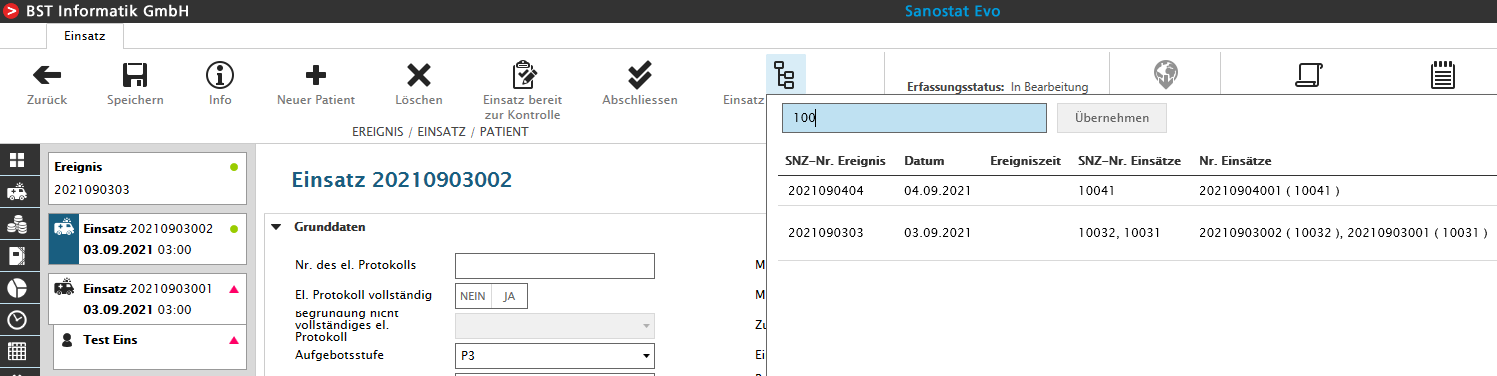 BST Informatik GmbH
Sanostat Evo
Einsatz
Zurück
Speichern
Info
Neuer Patient
Löschen
Einsatz bereit
zur Kontrolle
Abschliessen
Einsatz
Erfassungsstatus: In Bearbeitung
EREIGNIS / EINSATZ / PATIENT
100
Übernehmen
SNZ-Nr. Ereignis Datum Ereigniszeit SNZ-Nr. Einsätze Nr. Einsätze
2021090404 04.09.2021 10041 20210904001 ( 10041 )
2021090303 03.09.2021 10032, 10031 20210903002 ( 10032 ), 20210903001 ( 10031 )
Ereignis
2021090303
Einsatz 20210903002
03.09.2021 03:00
Einsatz 20210903001
03.09.2021 03:00
Test Eins
Einsatz 20210903002
Grunddaten
Nr. des el. Protokolls
El. Protokoll vollständig
NEIN JA
Begründung nicht
vollständiges el.
Protokoll
Aufgebotsstufe
P3
M
M
Zu
Ei